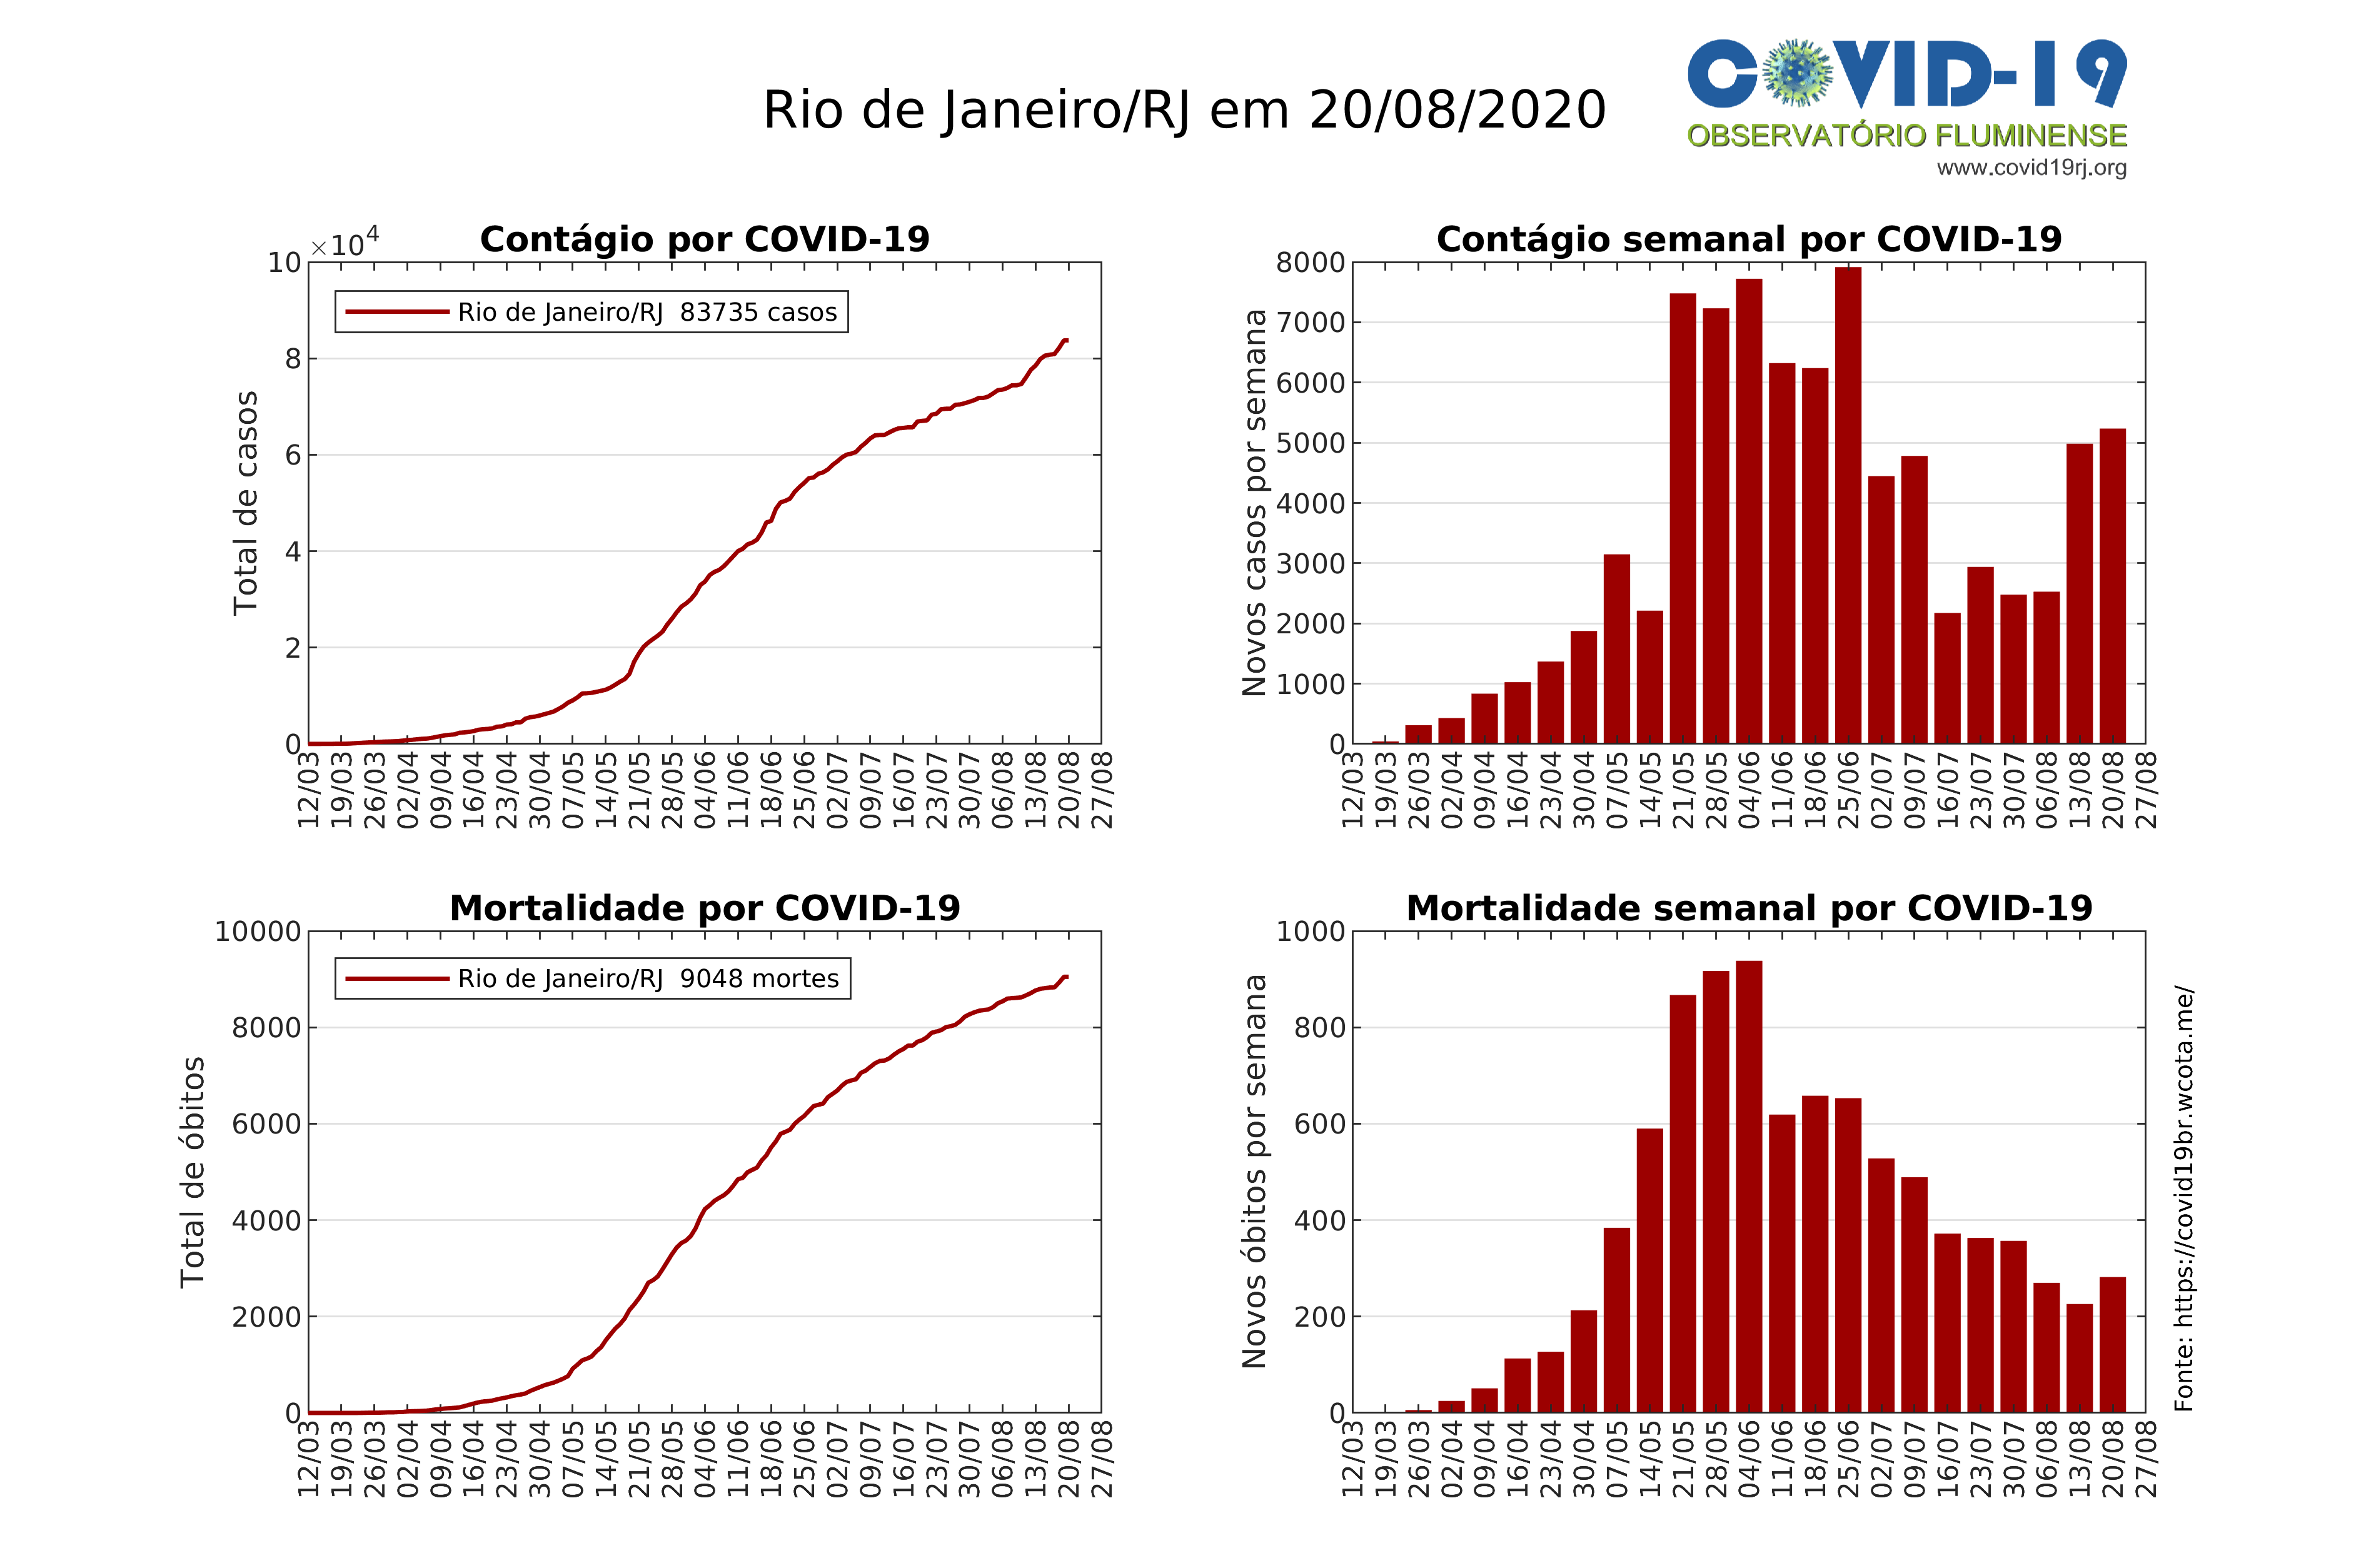 COVID-19
OBSERVATÓRIO FLUMINENSE
www.covid19rj.org
Rio de Janeiro/RJ em 20/08/2020
Contágio por COVID-19
×10⁴
Rio de Janeiro/RJ 83735 casos
Total de casos
10
8
6
4
2
0
12/03 19/03 26/03 02/04 09/04 16/04 23/04 30/04 07/05 14/05 21/05 28/05 04/06 11/06 18/06 25/06 02/07 09/07 16/07 23/07 30/07 06/08 13/08 20/08 27/08
Contágio semanal por COVID-19
Novos casos por semana
8000
7000
6000
5000
4000
3000
2000
1000
0
12/03 19/03 26/03 02/04 09/04 16/04 23/04 30/04 07/05 14/05 21/05 28/05 04/06 11/06 18/06 25/06 02/07 09/07 16/07 23/07 30/07 06/08 13/08 20/08 27/08
Mortalidade por COVID-19
Rio de Janeiro/RJ 9048 mortes
Total de óbitos
10000
8000
6000
4000
2000
0
12/03 19/03 26/03 02/04 09/04 16/04 23/04 30/04 07/05 14/05 21/05 28/05 04/06 11/06 18/06 25/06 02/07 09/07 16/07 23/07 30/07 06/08 13/08 20/08 27/08
Mortalidade semanal por COVID-19
Novos óbitos por semana
1000
800
600
400
200
0
12/03 19/03 26/03 02/04 09/04 16/04 23/04 30/04 07/05 14/05 21/05 28/05 04/06 11/06 18/06 25/06 02/07 09/07 16/07 23/07 30/07 06/08 13/08 20/08 27/08
Fonte: https://covid19br.wcota.me/